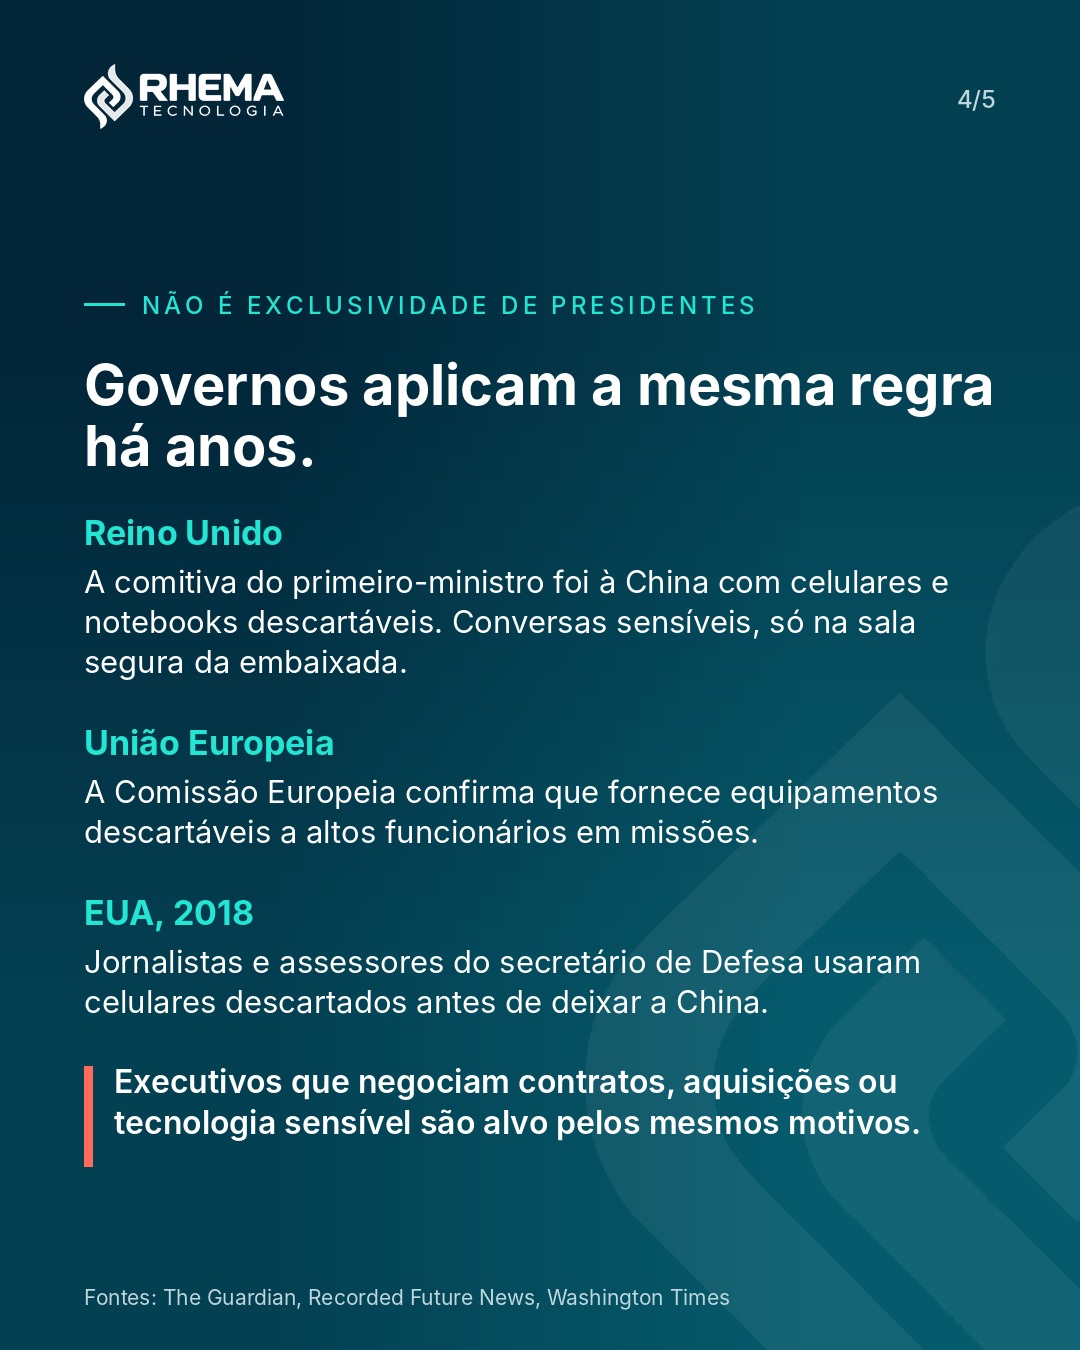 RHEMA
TECNOLOGIA
4/5
NÃO É EXCLUSIVIDADE DE PRESIDENTES
Governos aplicam a mesma regra
há anos.
Reino Unido
A comitiva do primeiro-ministro foi à China com celulares e
notebooks descartáveis. Conversas sensíveis, só na sala
segura da embaixada.
União Europeia
A Comissão Europeia confirma que fornece equipamentos
descartáveis a altos funcionários em missões.
EUA, 2018
Jornalistas e assessores do secretário de Defesa usaram
celulares descartados antes de deixar a China.
Executivos que negociam contratos, aquisições ou
tecnologia sensível são alvo pelos mesmos motivos.
Fontes: The Guardian, Recorded Future News, Washington Times